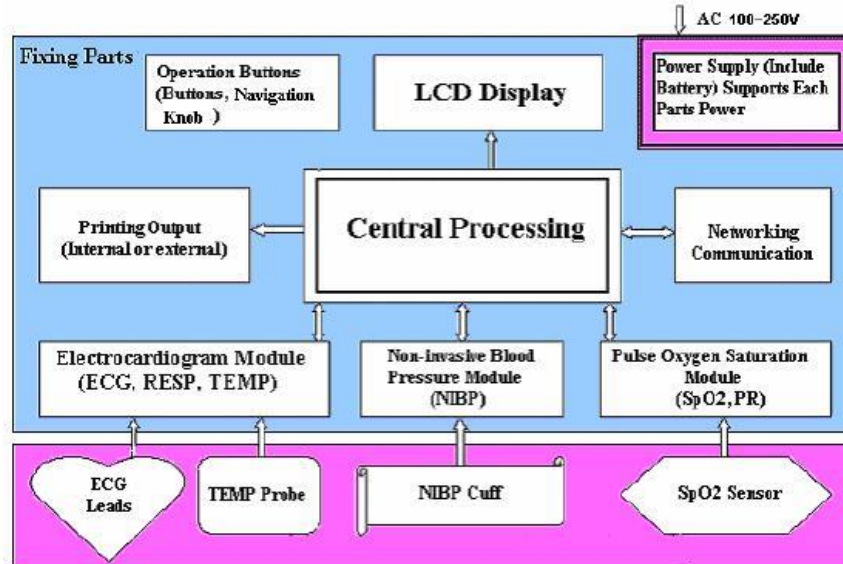 AC 100-250V
Fixing Parts
Operation Buttons
(Buttons, Navigation
Knob )
LCD Display
Power Supply (Include
Battery) Supports Each
Parts Power
Printing Output
(Internal or external)
Central Processing
Networking
Communication
Electrocardiogram Module
(ECG, RESP, TEMP)
Non-invasive Blood
Pressure Module
(NIBP)
Pulse Oxygen Saturation
Module
(SpO2, PR)
ECG
Leads
TEMP Probe
NIBP Cuff
SpO2 Sensor